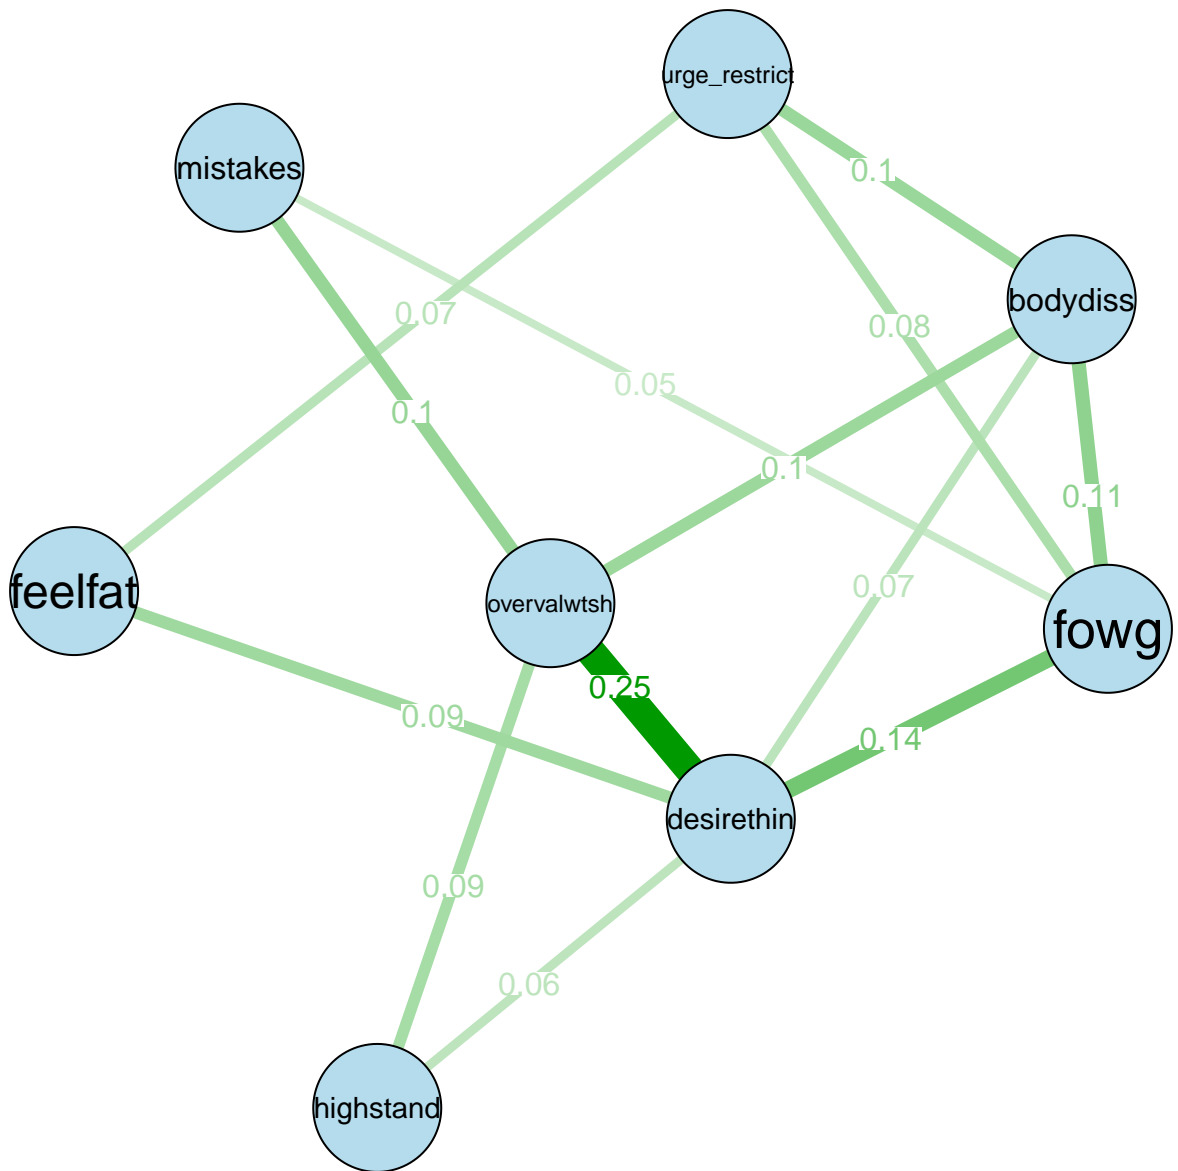 urge_restrict
mistakes
0.1
bodydiss
0.07
0.08
0.05
0.1
0.1
0.11
0.07
feelfat
overvalwtsh
fowg
0.25
0.09
0.14
desirethin
0.09
0.06
highstand